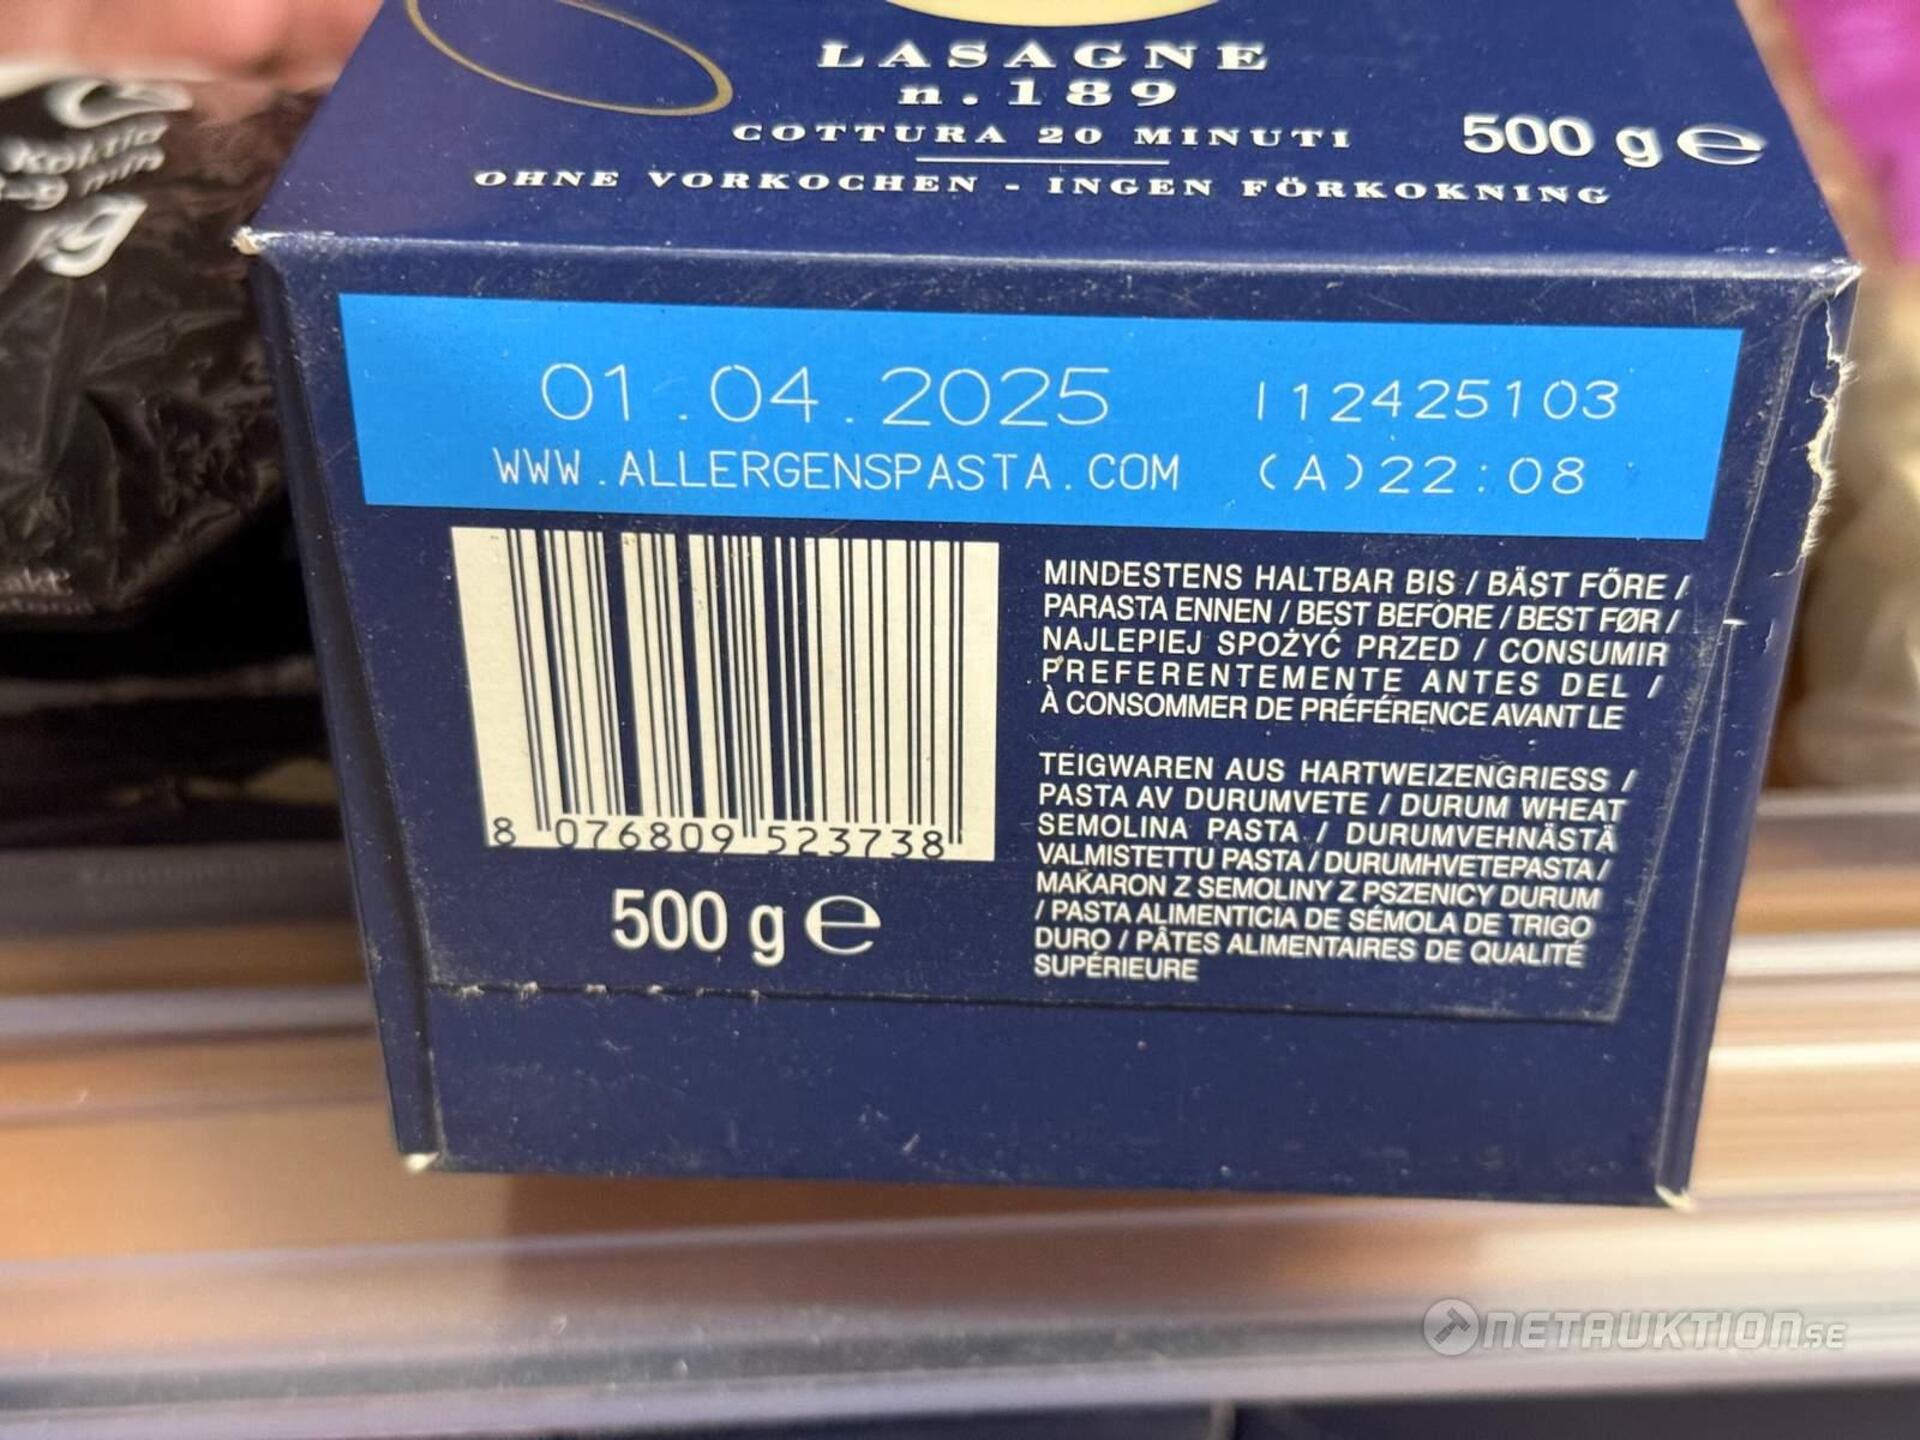 LASAGNE
n.189
COTTURA 20 MINUTI
500 g e
OHNE VORKOCHEN - INGEN FÖRKOKNING
01.04.2025 I12425103
WWW.ALLERGENSPASTA.COM (A)22:08
MINDESTENS HALTBAR BIS / BÄST FÖRE /
PARASTA ENNEN / BEST BEFORE / BEST FØR /
NAJLEPIEJ SPOŻYĆ PRZED / CONSUMIR
PREFERENTEMENTE ANTES DEL /
À CONSOMMER DE PRÉFÉRENCE AVANT LE
TEIGWAREN AUS HARTWEIZENGRIESS /
PASTA AV DURUMVETE / DURUM WHEAT
SEMOLINA PASTA / DURUMVEHNÄSTÄ
VALMISTETTU PASTA / DURUMHVETEPASTA /
MAKARON Z SEMOLINY Z PSZENICY DURUM
/ PASTA ALIMENTICIA DE SÉMOLA DE TRIGO
DURO / PÂTES ALIMENTAIRES DE QUALITÉ
SUPÉRIEURE
8 076809 523738
500 g e
min
g
NETAUKTION.SE